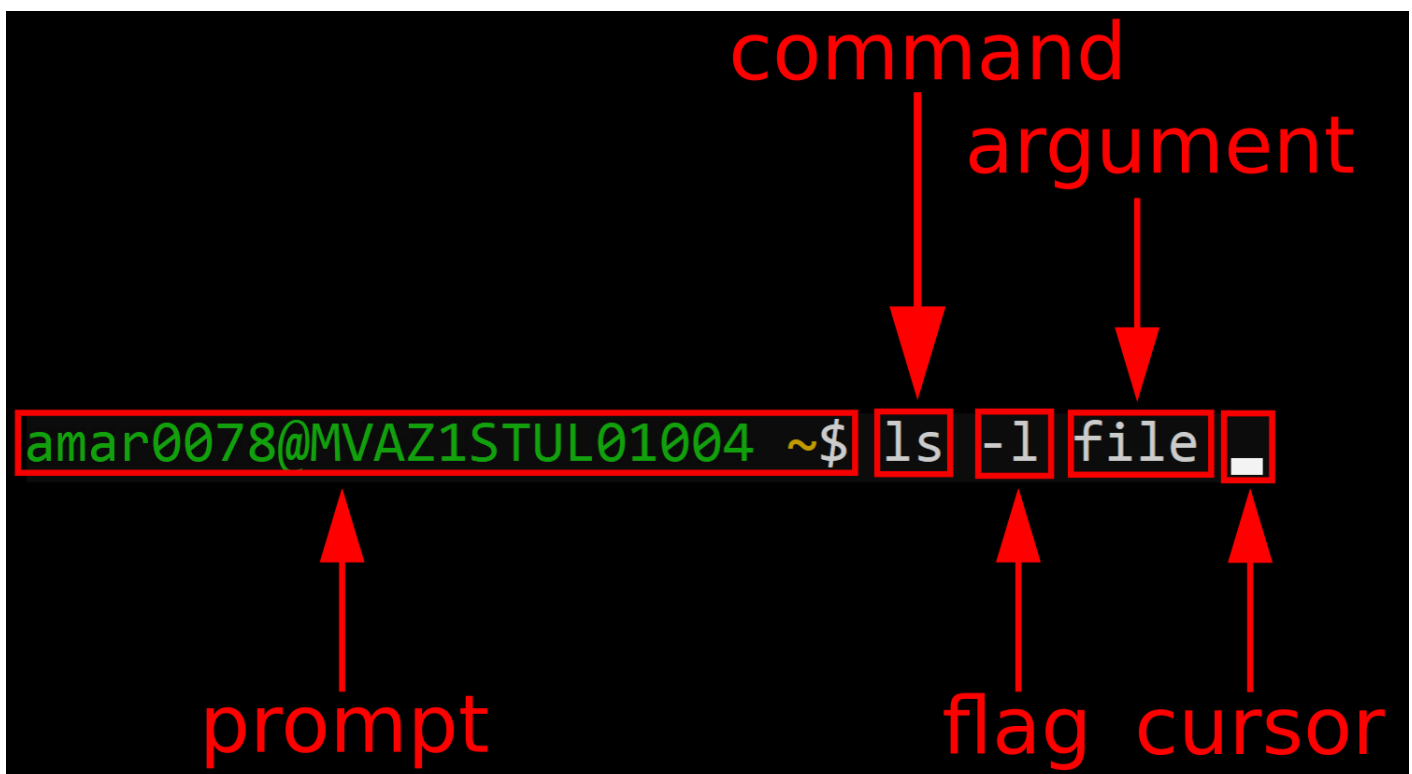 command
argument
amar0078@MVAZ1STUL01004 ~$ ls -l file _
prompt
flag cursor